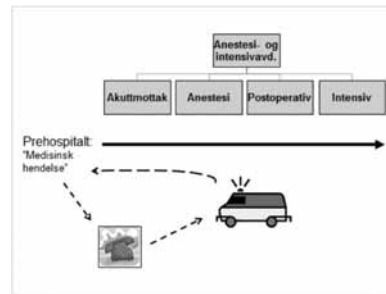 Anestesi- og
intensivavd.
Akuttmottak
Anestesi
Postoperativ
Intensiv
Prehospitalt:
"Medisinsk
hendelse"